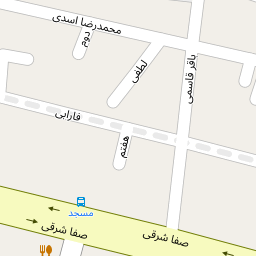 محمدرضا اسدی
دوم
لطفی
باقر قاسمی
فارابی
هفتم
مسجد
صفا شرقی
صفا شرقی